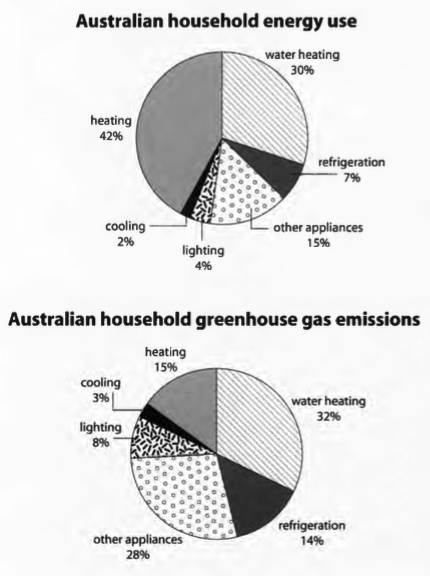 Australian household energy use
water heating
30%
heating
42%
refrigeration
7%
cooling
2%
other appliances
15%
lighting
4%
Australian household greenhouse gas emissions
heating
15%
cooling
3%
water heating
32%
lighting
8%
refrigeration
14%
other appliances
28%